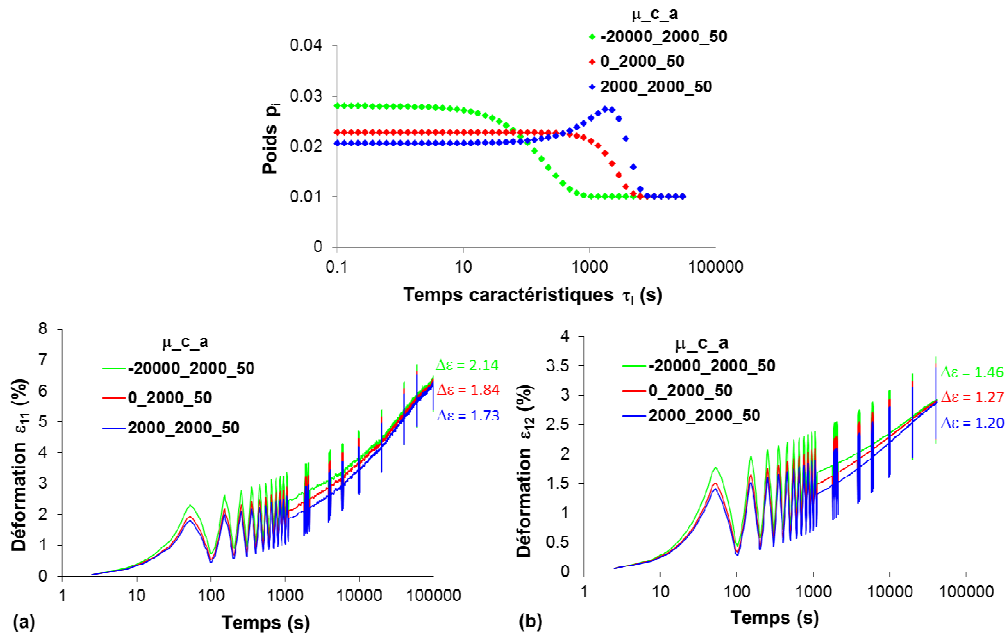 μ_c_a
-20000_2000_50
0_2000_50
2000_2000_50
0.04
0.03
0.02
0.01
0
Poids pi
0.1
10
1000
100000
Temps caractéristiques τi (s)
8
7
6
5
4
3
2
1
0
Déformation ε11 (%)
μ_c_a
-20000_2000_50
0_2000_50
2000_2000_50
Δε = 2.14
Δε = 1.84
Δε = 1.73
1
10
100
1000
10000
100000
Temps (s)
(a)
4
3.5
3
2.5
2
1.5
1
0.5
0
Déformation ε12 (%)
μ_c_a
-20000_2000_50
0_2000_50
2000_2000_50
Δε = 1.46
Δε = 1.27
Δε = 1.20
1
10
100
1000
10000
100000
Temps (s)
(b)